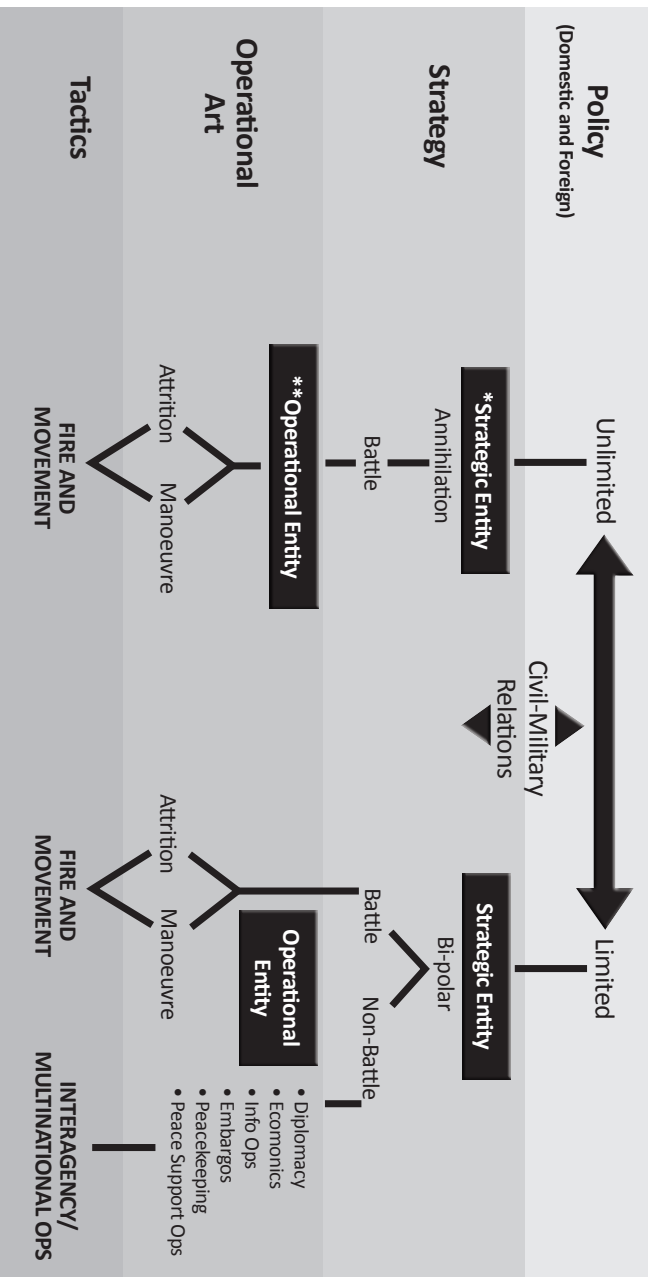 Policy
(Domestic and Foreign)
Unlimited
Limited
Civil-Military
Relations
Strategy
*Strategic Entity
Annihilation
Battle
Strategic Entity
Bi-polar
Battle
Non-Battle
Operational
Art
**Operational Entity
Attrition
Manoeuvre
Operational
Entity
Attrition
Manoeuvre
• Diplomacy
• Ecomonics
• Info Ops
• Embargos
• Peacekeeping
• Peace Support Ops
Tactics
FIRE AND
MOVEMENT
FIRE AND
MOVEMENT
INTERAGENCY/
MULTINATIONAL OPS